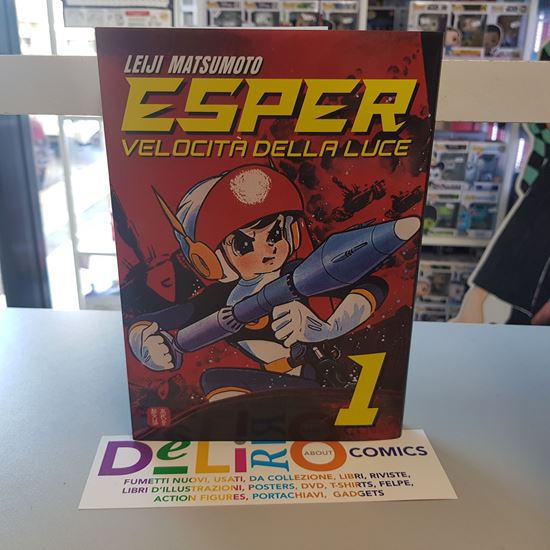 LEIJI MATSUMOTO
ESPER
VELOCITÀ DELLA LUCE
1
DeLiRIO ABOUT COMICS
FUMETTI NUOVI, USATI, DA COLLEZIONE, LIBRI, RIVISTE,
LIBRI D'ILLUSTRAZIONI, POSTERS, DVD, T-SHIRTS, FELPE,
ACTION FIGURES, PORTACHIAVI, GADGETS